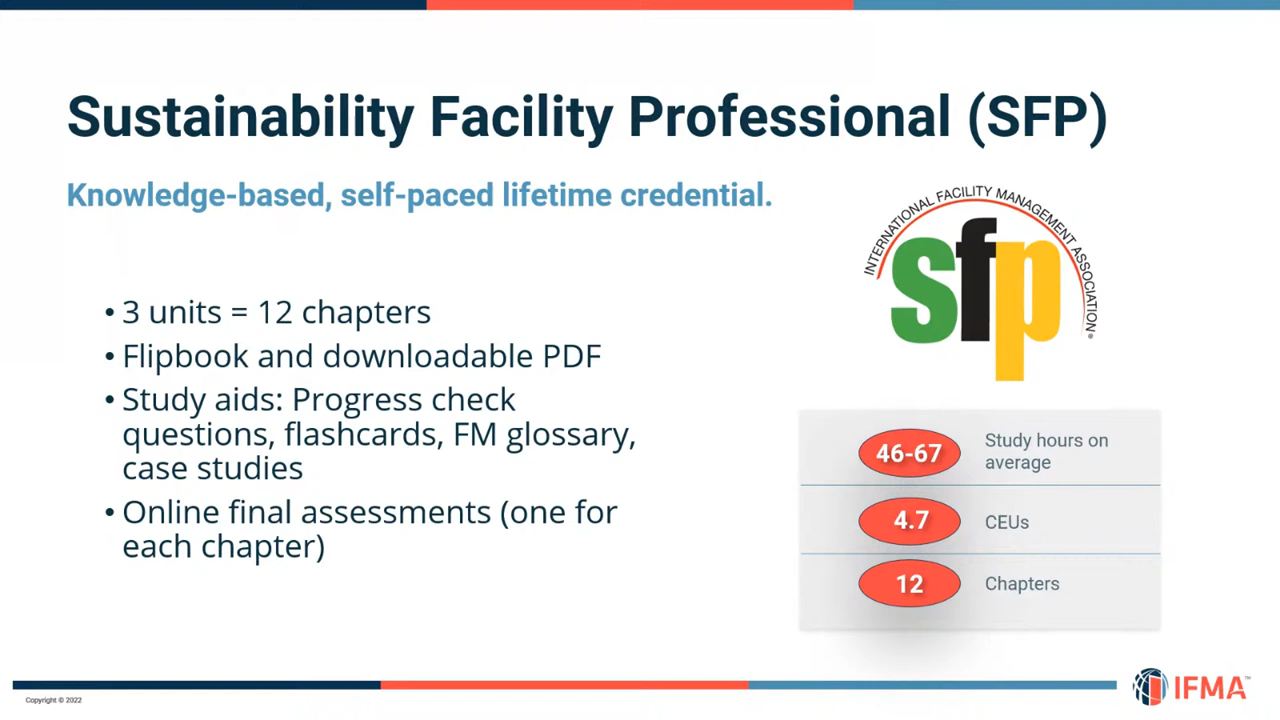 Sustainability Facility Professional (SFP)
Knowledge-based, self-paced lifetime credential.
INTERNATIONAL FACILITY MANAGEMENT ASSOCIATION®
sfp
• 3 units = 12 chapters
• Flipbook and downloadable PDF
• Study aids: Progress check
questions, flashcards, FM glossary,
case studies
• Online final assessments (one for
each chapter)
46-67 Study hours on
average
4.7 CEUs
12 Chapters
Copyright © 2022
IFMA™